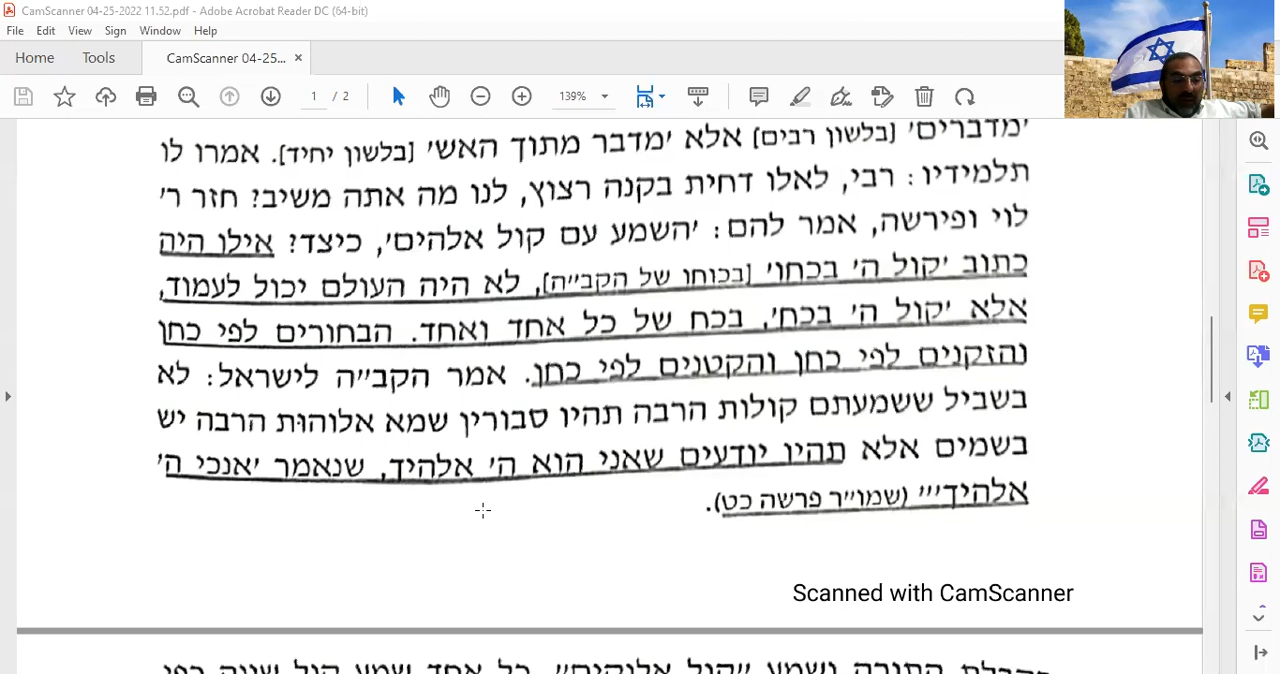 CamScanner 04-25-2022 11.52.pdf - Adobe Acrobat Reader DC (64-bit)
File Edit View Sign Window Help
Home Tools CamScanner 04-25... ×
1 / 2 139%
'מדברים' [בלשון רבים] אלא 'מדבר מתוך האש' [בלשון יחיד]. אמרו לו
תלמידיו: רבי, לאלו דחית בקנה רצוץ, לנו מה אתה משיב? חזר ר'
לוי ופירשה, אמר להם: 'השמע עם קול אלהים', כיצד? אילו היה
כתוב 'קול ה' בכחו' [בכוחו של הקב"ה], לא היה העולם יכול לעמוד,
אלא 'קול ה' בכח', בכח של כל אחד ואחד. הבחורים לפי כחן
והזקנים לפי כחן והקטנים לפי כחן. אמר הקב"ה לישראל: לא
בשביל ששמעתם קולות הרבה תהיו סבורין שמא אלוהות הרבה יש
בשמים אלא תהיו יודעים שאני הוא ה' אלהיך, שנאמר 'אנכי ה'
אלהיך''' (שמו"ר פרשה כט).
Scanned with CamScanner